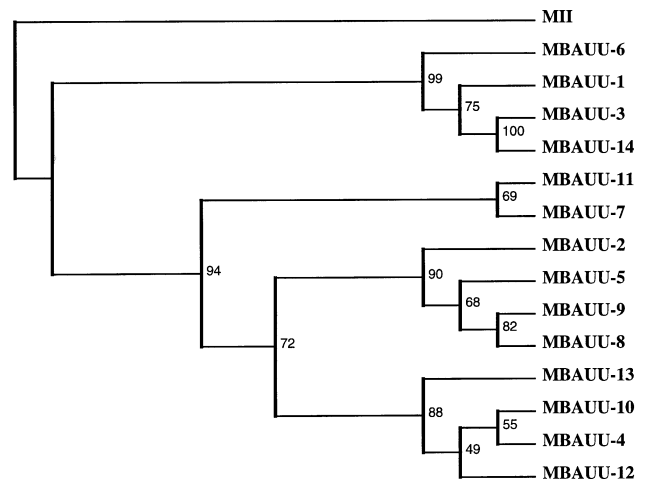 MII
MBAUU-6
99
MBAUU-1
75
MBAUU-3
100
MBAUU-14
MBAUU-11
69
MBAUU-7
MBAUU-2
94
90
MBAUU-5
68
MBAUU-9
82
MBAUU-8
72
MBAUU-13
MBAUU-10
88
55
MBAUU-4
49
MBAUU-12